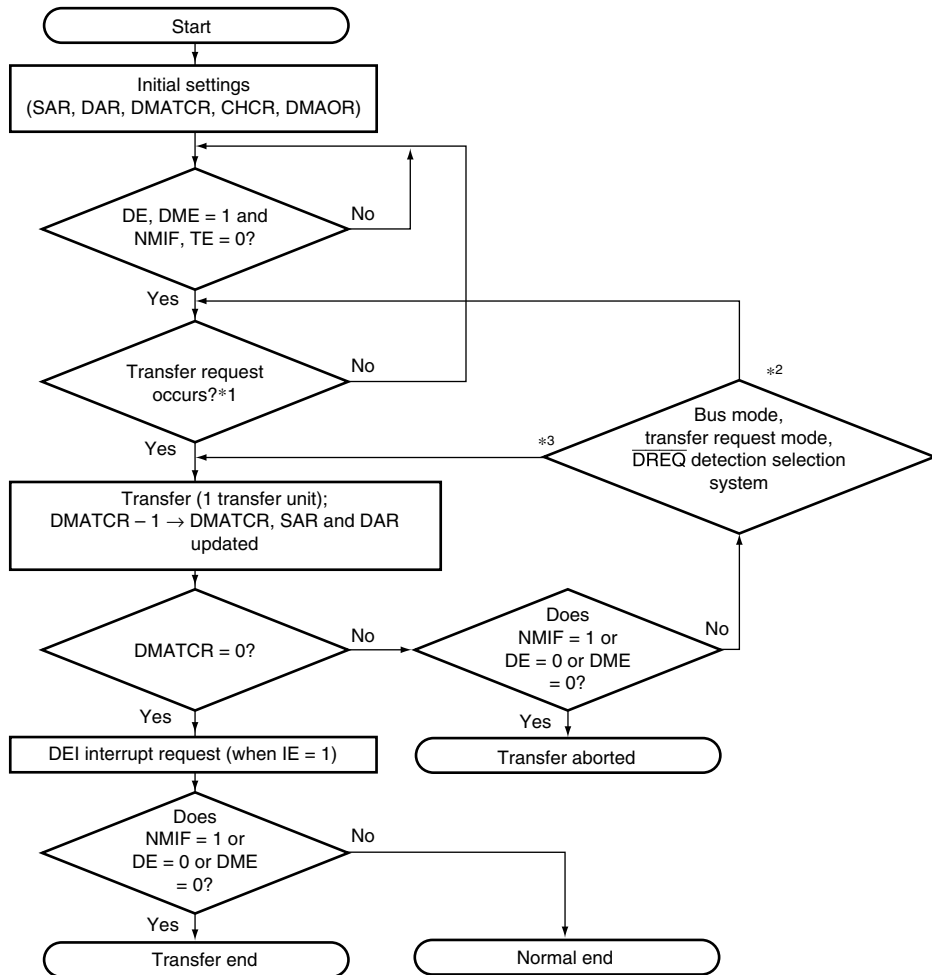 Start
Initial settings
(SAR, DAR, DMATCR, CHCR, DMAOR)
DE, DME = 1 and
NMIF, TE = 0?
No
Yes
Transfer request
occurs?*1
No
Yes
*2
Bus mode,
transfer request mode,
DREQ detection selection
system
*3
Transfer (1 transfer unit);
DMATCR – 1 → DMATCR, SAR and DAR
updated
DMATCR = 0?
No
Yes
Does
NMIF = 1 or
DE = 0 or DME
= 0?
No
Yes
Transfer aborted
DEI interrupt request (when IE = 1)
Does
NMIF = 1 or
DE = 0 or DME
= 0?
No
Yes
Transfer end
Normal end